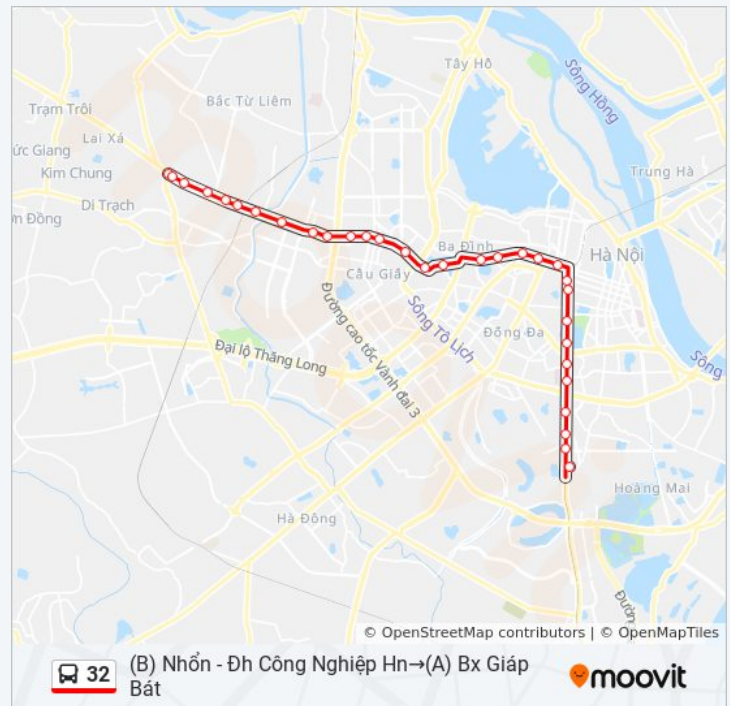 Tây Hồ
Sông Hồng
Trạm Trôi
Bắc Từ Liêm
Lai Xá
ức Giang
Kim Chung
Trung Hà
Di Trạch
ơn Đồng
Ba Đình
Hà Nội
Cầu Giấy
Sông Tô Lịch
Đường cao tốc Vành đai 3
Đống Đa
Đại lộ Thăng Long
Sông
Hoàng Mai
Hà Đông
Đườ
© OpenStreetMap contributors | © OpenMapTiles
32
(B) Nhổn - Đh Công Nghiệp Hn→(A) Bx Giáp
Bát
moovit